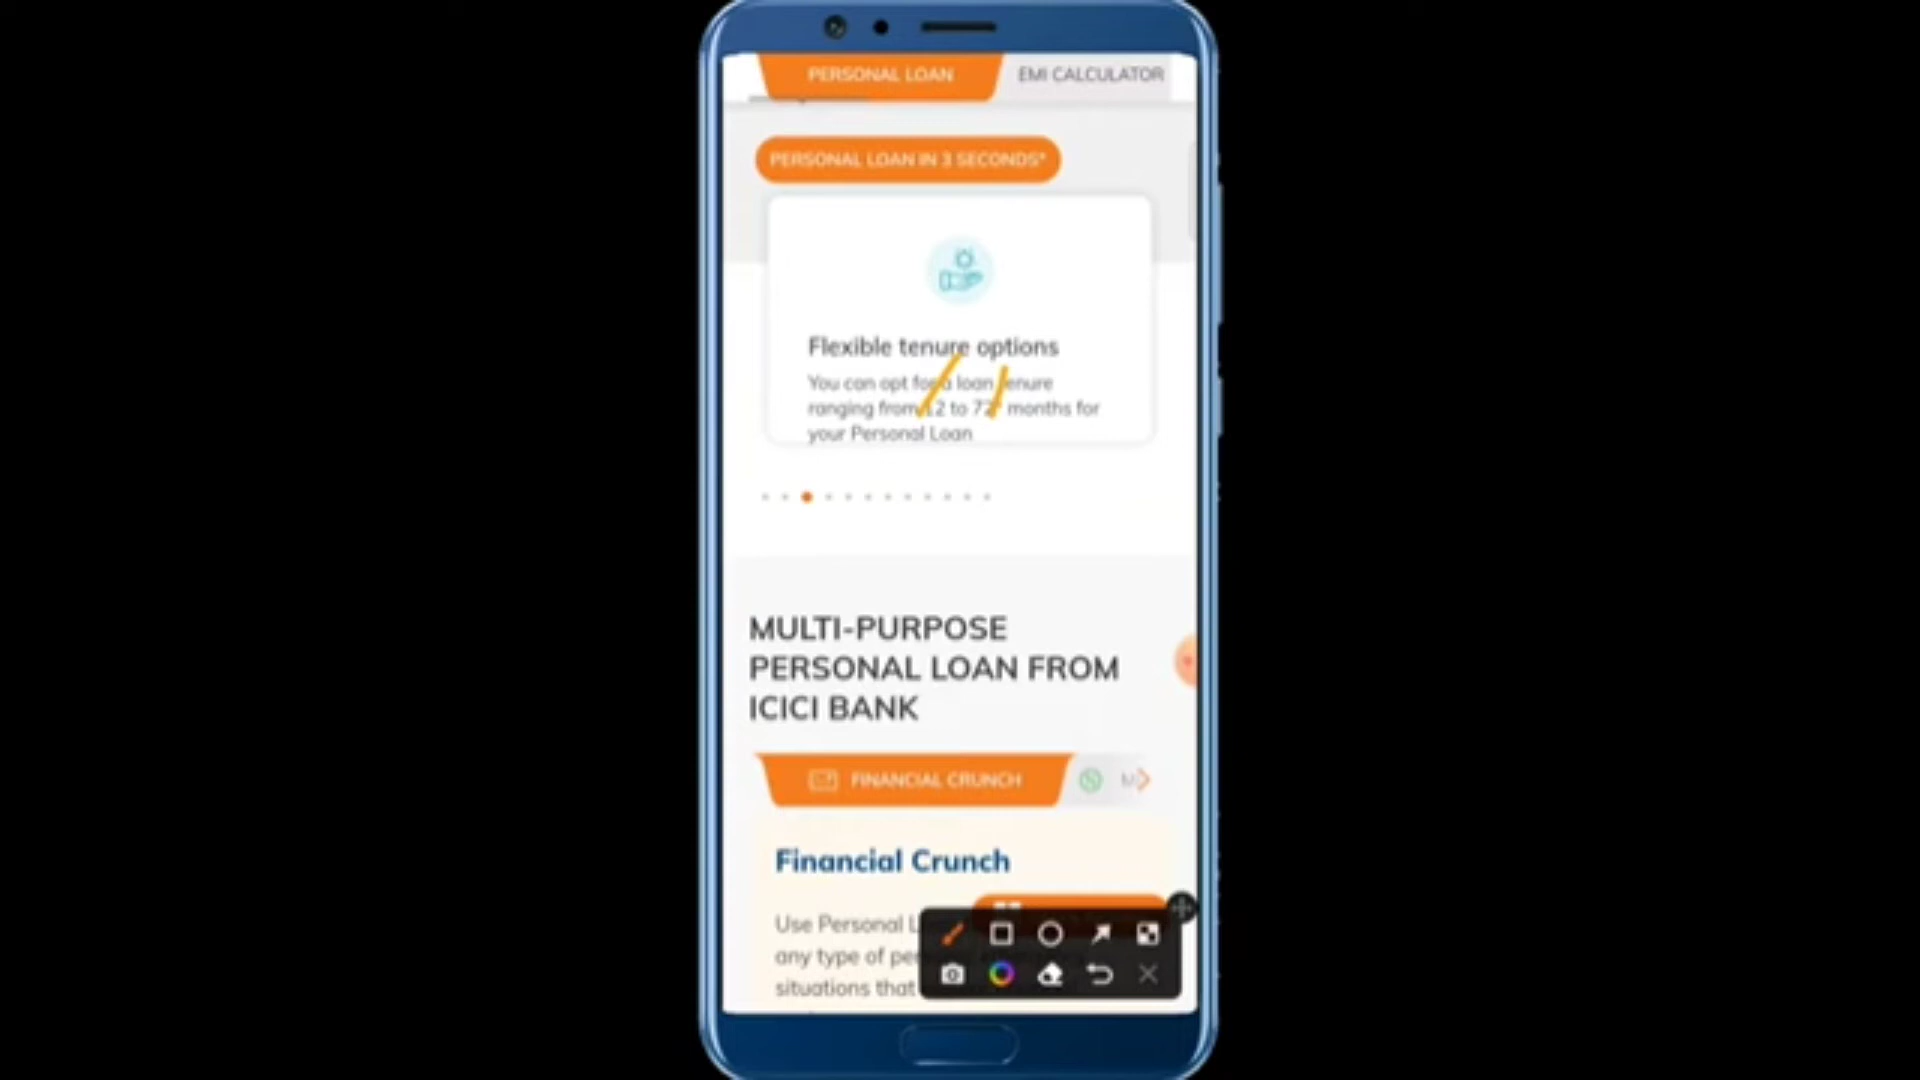 PERSONAL LOAN
EMI CALCULATOR
PERSONAL LOAN IN 3 SECONDS*
Flexible tenure options
You can opt for a loan tenure
ranging from 12 to 72* months for
your Personal Loan
MULTI-PURPOSE
PERSONAL LOAN FROM
ICICI BANK
FINANCIAL CRUNCH
Financial Crunch
Use Personal L
any type of pe
situations that